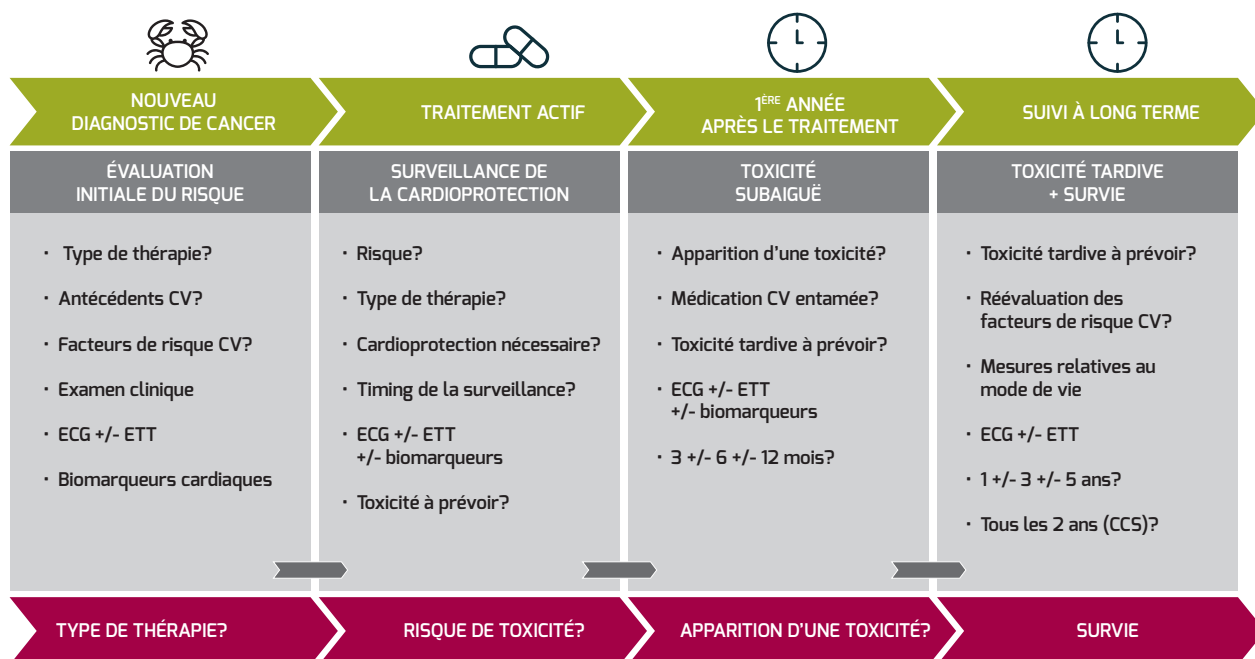 NOUVEAU
DIAGNOSTIC DE CANCER
TRAITEMENT ACTIF
1ÈRE ANNÉE
APRÈS LE TRAITEMENT
SUIVI À LONG TERME
ÉVALUATION
INITIALE DU RISQUE
SURVEILLANCE DE
LA CARDIOPROTECTION
TOXICITÉ
SUBAIGUË
TOXICITÉ TARDIVE
+ SURVIE
· Type de thérapie?
· Antécédents CV?
· Facteurs de risque CV?
· Examen clinique
· ECG +/- ETT
· Biomarqueurs cardiaques
· Risque?
· Type de thérapie?
· Cardioprotection nécessaire?
· Timing de la surveillance?
· ECG +/- ETT
+/- biomarqueurs
· Toxicité à prévoir?
· Apparition d'une toxicité?
· Médication CV entamée?
· Toxicité tardive à prévoir?
· ECG +/- ETT
+/- biomarqueurs
· 3 +/- 6 +/- 12 mois?
· Toxicité tardive à prévoir?
· Réévaluation des
facteurs de risque CV?
· Mesures relatives au
mode de vie
· ECG +/- ETT
· 1 +/- 3 +/- 5 ans?
· Tous les 2 ans (CCS)?
TYPE DE THÉRAPIE?
RISQUE DE TOXICITÉ?
APPARITION D'UNE TOXICITÉ?
SURVIE